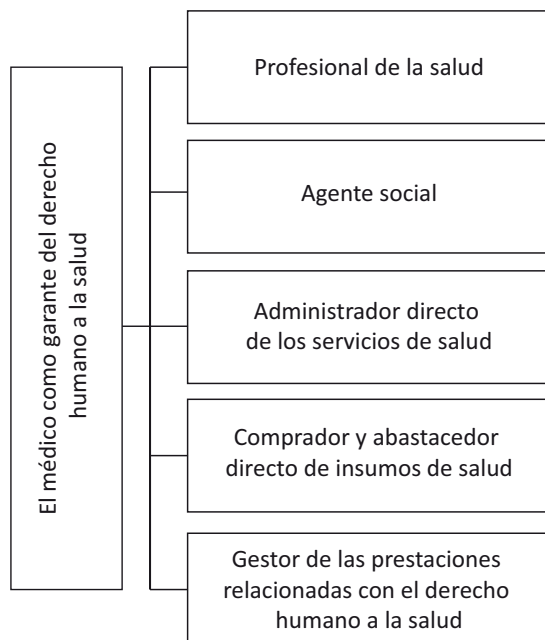 El médico como garante del derecho
humano a la salud
Profesional de la salud
Agente social
Administrador directo
de los servicios de salud
Comprador y abastacedor
directo de insumos de salud
Gestor de las prestaciones
relacionadas con el derecho
humano a la salud